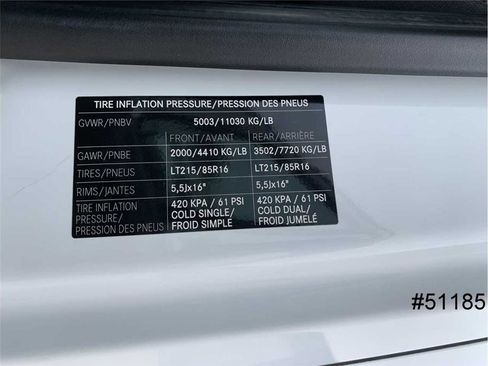 TIRE INFLATION PRESSURE/PRESSION DES PNEUS
GVWR/PNBV 5003/11030 KG/LB
FRONT/AVANT REAR/ARRIÈRE
GAWR/PNBE 2000/4410 KG/LB 3502/7720 KG/LB
TIRES/PNEUS LT215/85R16 LT215/85R16
RIMS/JANTES 5,5Jx16" 5,5Jx16"
TIRE INFLATION 420 KPA / 61 PSI 420 KPA / 61 PSI
PRESSURE/ COLD SINGLE/ COLD DUAL/
PRESSION DES PNEUS FROID SIMPLE FROID JUMELÉ
#51185